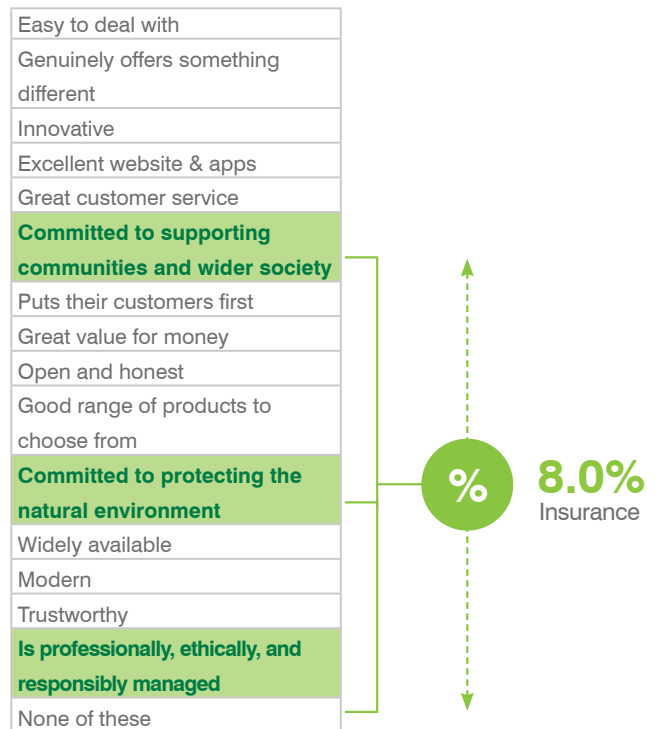 Easy to deal with
Genuinely offers something
different
Innovative
Excellent website & apps
Great customer service
Committed to supporting
communities and wider society
Puts their customers first
Great value for money
Open and honest
Good range of products to
choose from
Committed to protecting the
natural environment
Widely available
Modern
Trustworthy
Is professionally, ethically, and
responsibly managed
None of these
%
8.0%
Insurance